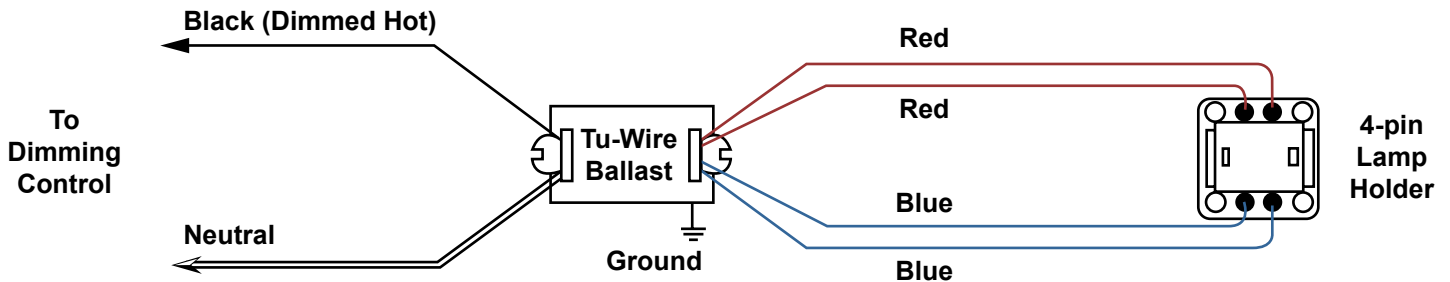 Black (Dimmed Hot)
To
Dimming
Control
Neutral
Tu-Wire
Ballast
Ground
Red
Red
Blue
Blue
4-pin
Lamp
Holder